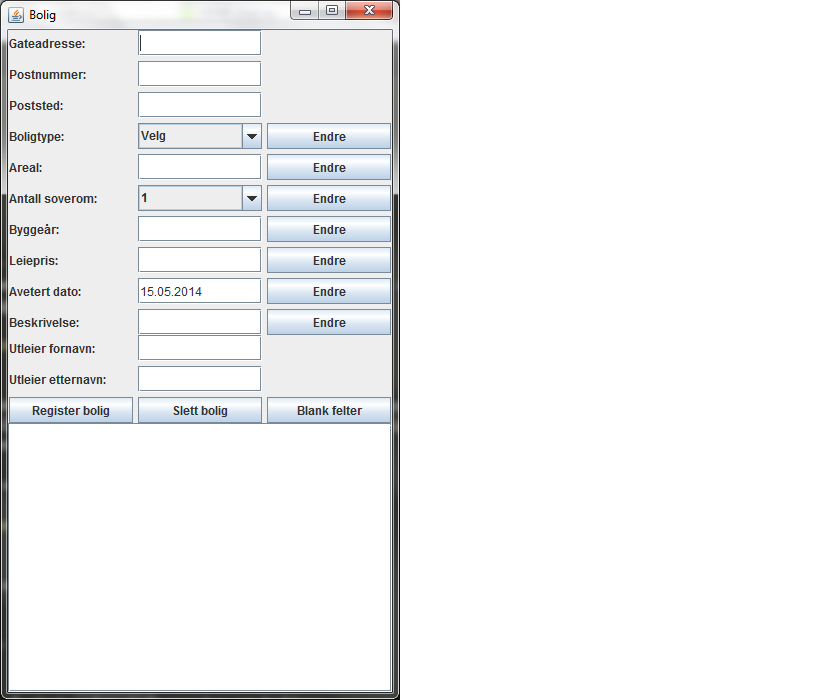 Bolig
Gateadresse:
Postnummer:
Poststed:
Boligtype: Velg Endre
Areal: Endre
Antall soverom: 1 Endre
Byggeår: Endre
Leiepris: Endre
Avetert dato: 15.05.2014 Endre
Beskrivelse: Endre
Utleier fornavn:
Utleier etternavn:
Register bolig Slett bolig Blank felter